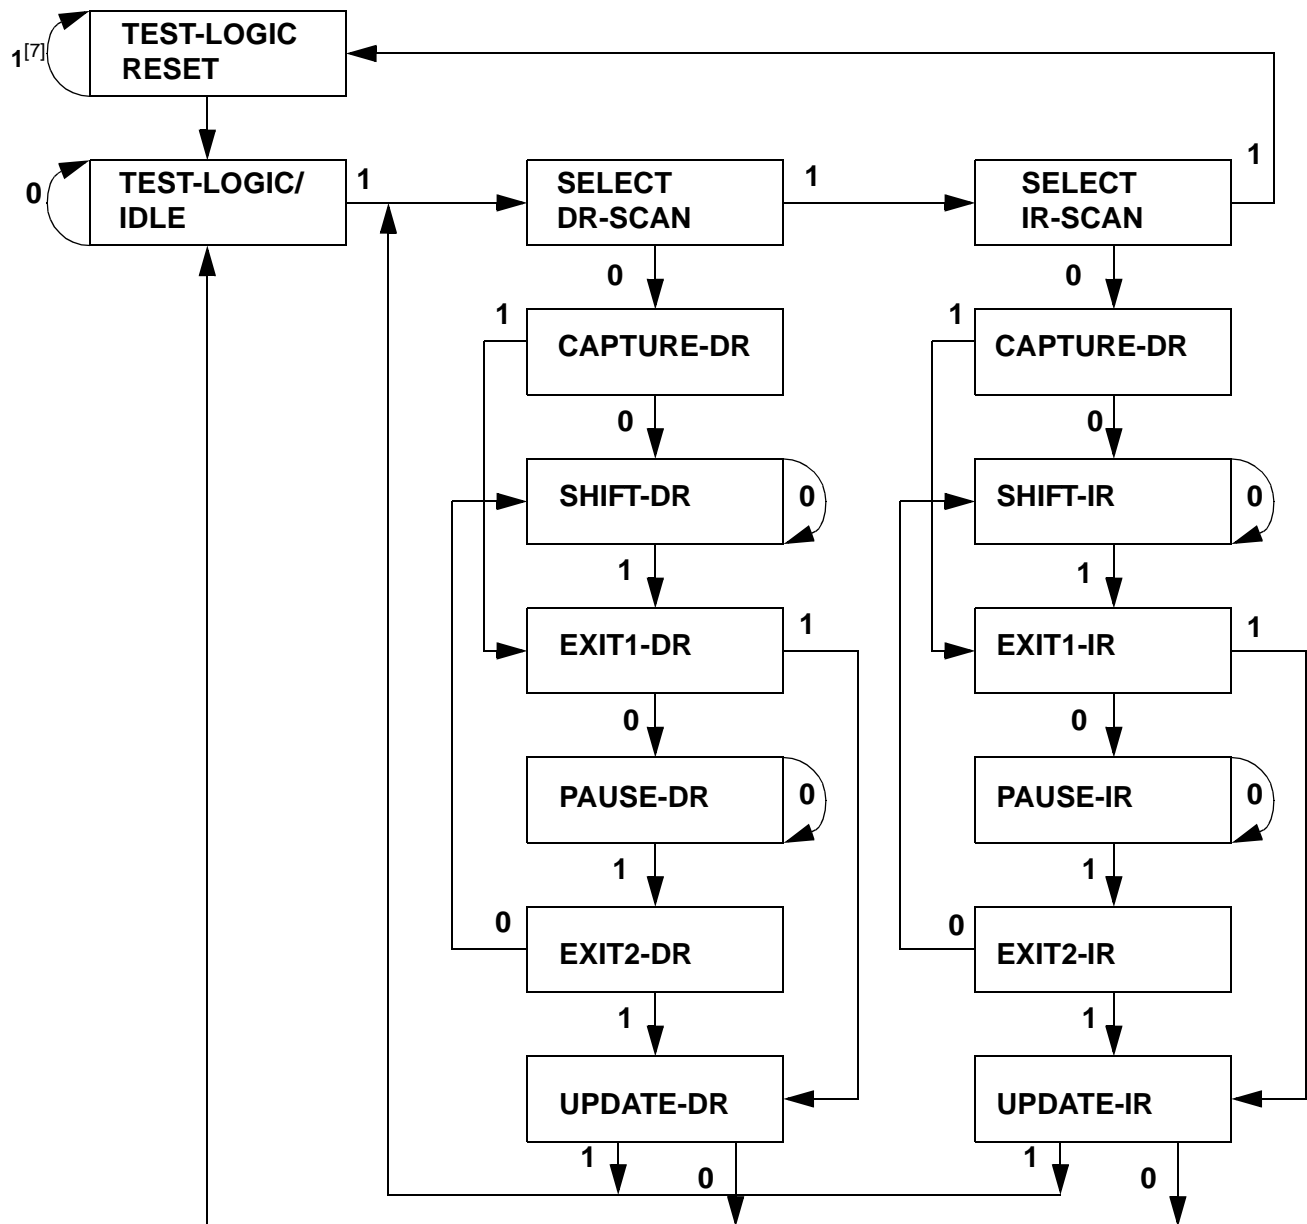 TEST-LOGIC
RESET
1[7]
TEST-LOGIC/
IDLE
0
1
SELECT
DR-SCAN
1
SELECT
IR-SCAN
1
0
0
1
CAPTURE-DR
1
CAPTURE-DR
0
0
SHIFT-DR
0
SHIFT-IR
0
1
1
EXIT1-DR
1
EXIT1-IR
1
0
0
PAUSE-DR
0
PAUSE-IR
0
1
1
0
EXIT2-DR
0
EXIT2-IR
1
1
UPDATE-DR
UPDATE-IR
1
0
1
0